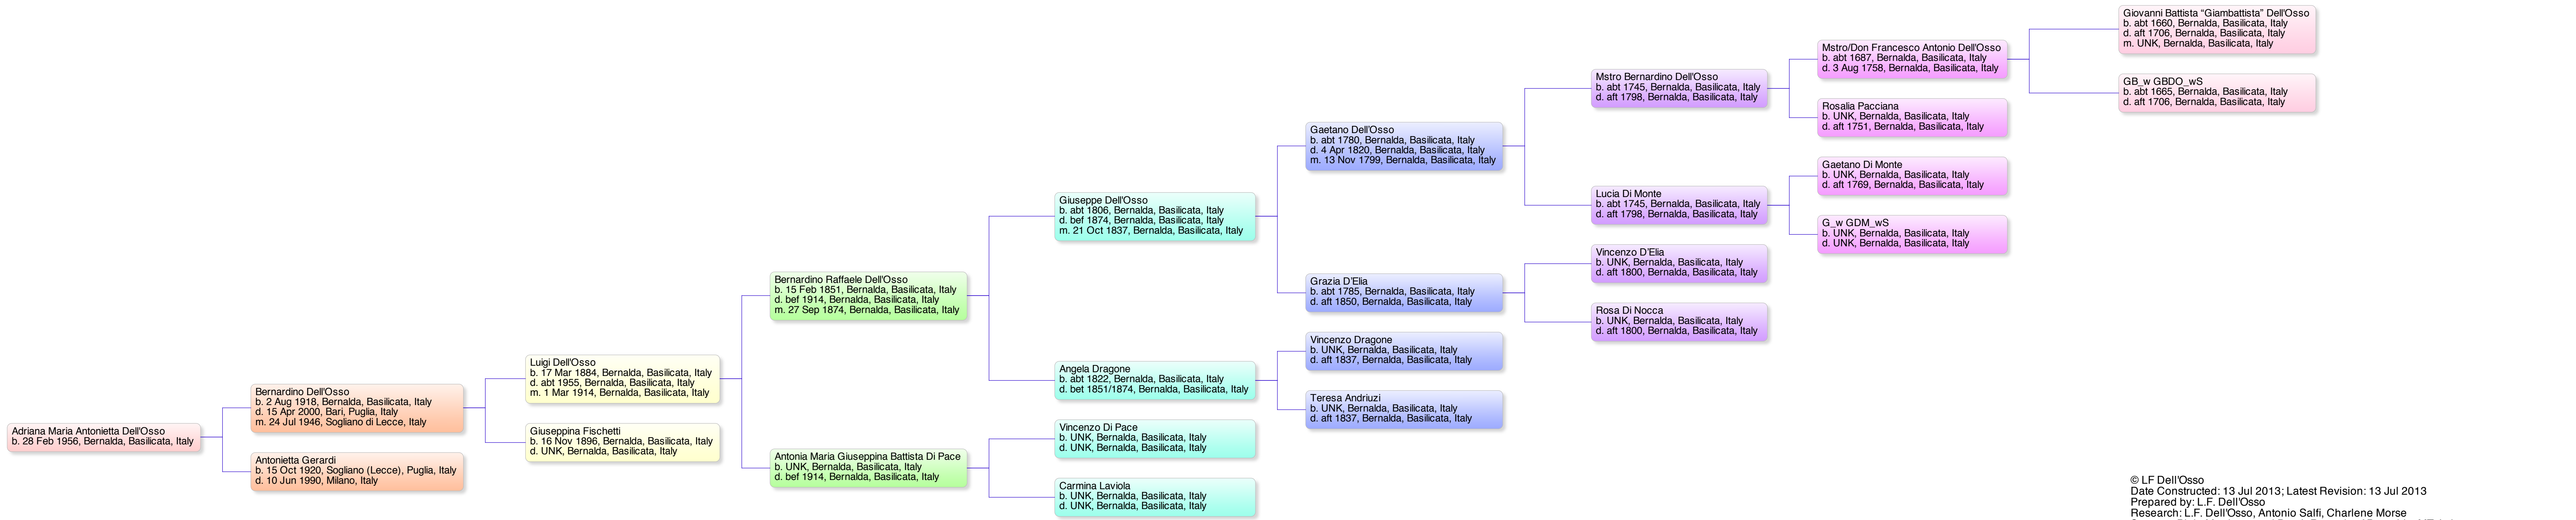 Adriana Maria Antonietta Dell'Osso
b. 28 Feb 1956, Bernalda, Basilicata, Italy
Bernardino Dell'Osso
b. 2 Aug 1918, Bernalda, Basilicata, Italy
d. 15 Apr 2000, Bari, Puglia, Italy
m. 24 Jul 1946, Sogliano di Lecce, Italy
Antonietta Gerardi
b. 15 Oct 1920, Sogliano (Lecce), Puglia, Italy
d. 10 Jun 1990, Milano, Italy
Luigi Dell'Osso
b. 17 Mar 1884, Bernalda, Basilicata, Italy
d. abt 1955, Bernalda, Basilicata, Italy
m. 1 Mar 1914, Bernalda, Basilicata, Italy
Giuseppina Fischetti
b. 16 Nov 1896, Bernalda, Basilicata, Italy
d. UNK, Bernalda, Basilicata, Italy
Bernardino Raffaele Dell'Osso
b. 15 Feb 1851, Bernalda, Basilicata, Italy
d. bef 1914, Bernalda, Basilicata, Italy
m. 27 Sep 1874, Bernalda, Basilicata, Italy
Antonia Maria Giuseppina Battista Di Pace
b. UNK, Bernalda, Basilicata, Italy
d. bef 1914, Bernalda, Basilicata, Italy
Giuseppe Dell'Osso
b. abt 1806, Bernalda, Basilicata, Italy
d. bef 1874, Bernalda, Basilicata, Italy
m. 21 Oct 1837, Bernalda, Basilicata, Italy
Angela Dragone
b. abt 1822, Bernalda, Basilicata, Italy
d. bet 1851/1874, Bernalda, Basilicata, Italy
Vincenzo Di Pace
b. UNK, Bernalda, Basilicata, Italy
d. UNK, Bernalda, Basilicata, Italy
Carmina Laviola
b. UNK, Bernalda, Basilicata, Italy
d. UNK, Bernalda, Basilicata, Italy
Gaetano Dell'Osso
b. abt 1780, Bernalda, Basilicata, Italy
d. 4 Apr 1820, Bernalda, Basilicata, Italy
m. 13 Nov 1799, Bernalda, Basilicata, Italy
Grazia D'Elia
b. abt 1785, Bernalda, Basilicata, Italy
d. aft 1850, Bernalda, Basilicata, Italy
Vincenzo Dragone
b. UNK, Bernalda, Basilicata, Italy
d. aft 1837, Bernalda, Basilicata, Italy
Teresa Andriuzi
b. UNK, Bernalda, Basilicata, Italy
d. aft 1837, Bernalda, Basilicata, Italy
Mstro Bernardino Dell'Osso
b. abt 1745, Bernalda, Basilicata, Italy
d. aft 1798, Bernalda, Basilicata, Italy
Lucia Di Monte
b. abt 1745, Bernalda, Basilicata, Italy
d. aft 1798, Bernalda, Basilicata, Italy
Vincenzo D'Elia
b. UNK, Bernalda, Basilicata, Italy
d. aft 1800, Bernalda, Basilicata, Italy
Rosa Di Nocca
b. UNK, Bernalda, Basilicata, Italy
d. aft 1800, Bernalda, Basilicata, Italy
Mstro/Don Francesco Antonio Dell'Osso
b. abt 1687, Bernalda, Basilicata, Italy
d. 3 Aug 1758, Bernalda, Basilicata, Italy
Rosalia Pacciana
b. UNK, Bernalda, Basilicata, Italy
d. aft 1751, Bernalda, Basilicata, Italy
Gaetano Di Monte
b. UNK, Bernalda, Basilicata, Italy
d. aft 1769, Bernalda, Basilicata, Italy
G_w GDM_wS
b. UNK, Bernalda, Basilicata, Italy
d. UNK, Bernalda, Basilicata, Italy
Giovanni Battista “Giambattista” Dell'Osso
b. abt 1660, Bernalda, Basilicata, Italy
d. aft 1706, Bernalda, Basilicata, Italy
m. UNK, Bernalda, Basilicata, Italy
GB_w GBDO_wS
b. abt 1665, Bernalda, Basilicata, Italy
d. aft 1706, Bernalda, Basilicata, Italy
© LF Dell'Osso
Date Constructed: 13 Jul 2013; Latest Revision: 13 Jul 2013
Prepared by: L.F. Dell'Osso
Research: L.F. Dell'Osso, Antonio Salfi, Charlene Morse